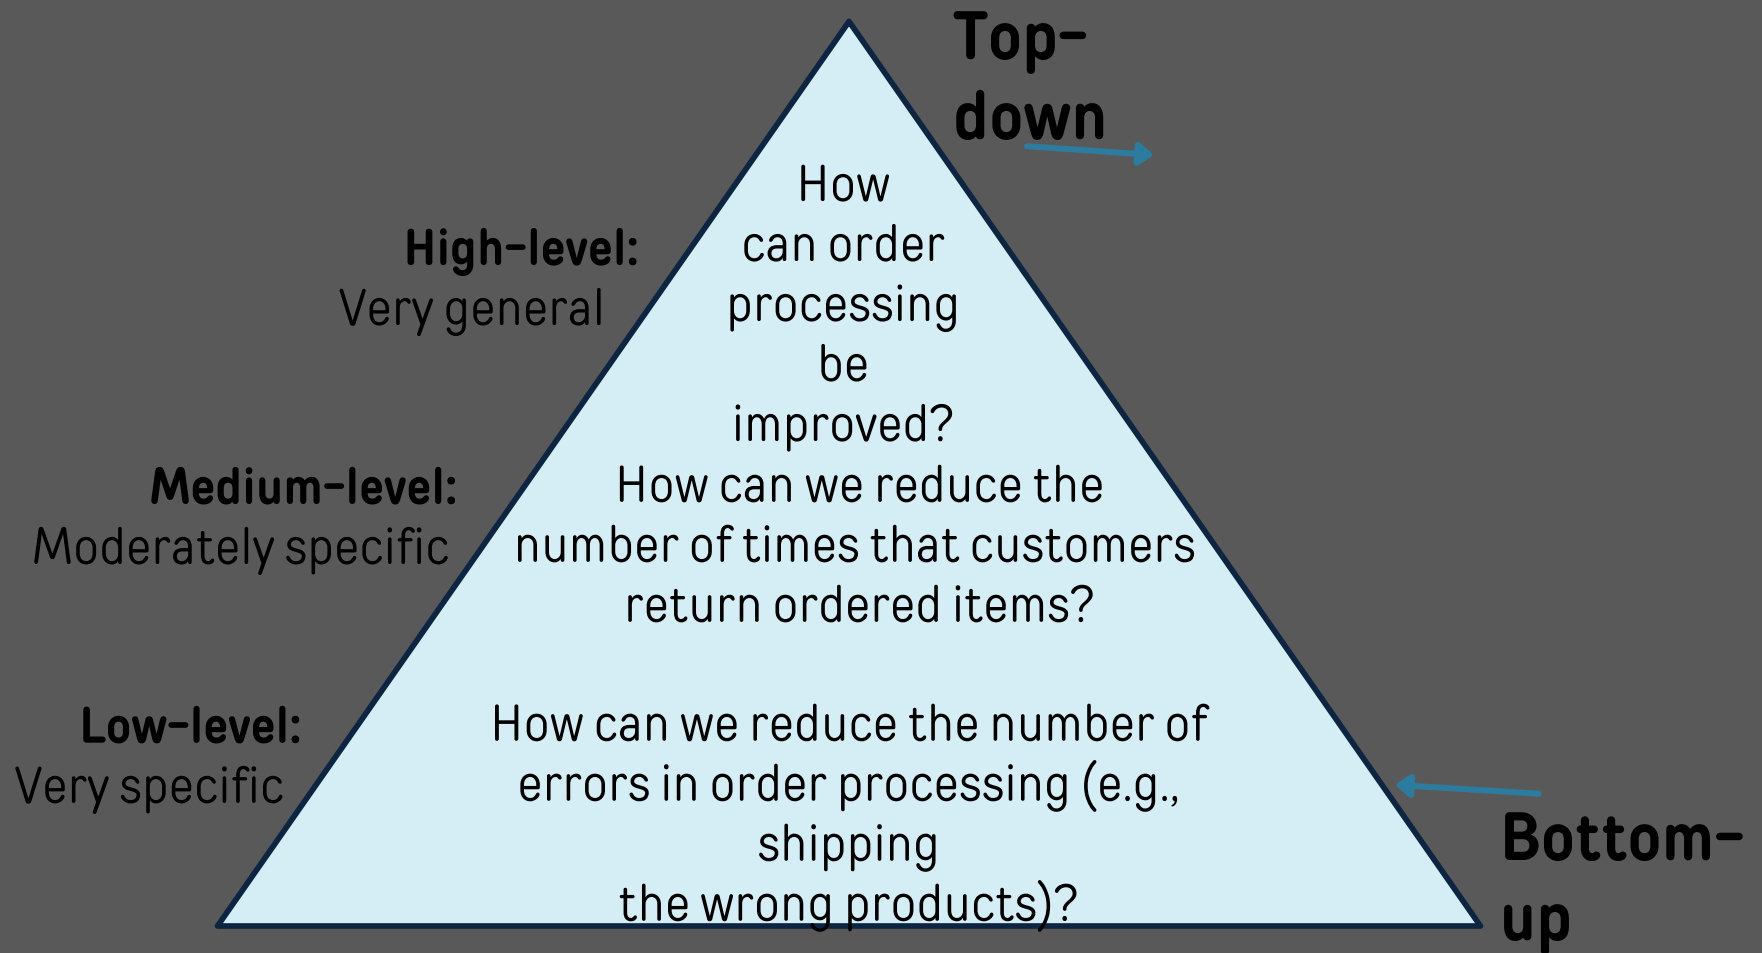 Top-
down
How
can order
processing
be
improved?
High-level:
Very general
Medium-level:
Moderately specific
How can we reduce the
number of times that customers
return ordered items?
Low-level:
Very specific
How can we reduce the number of
errors in order processing (e.g.,
shipping
the wrong products)?
Bottom-
up